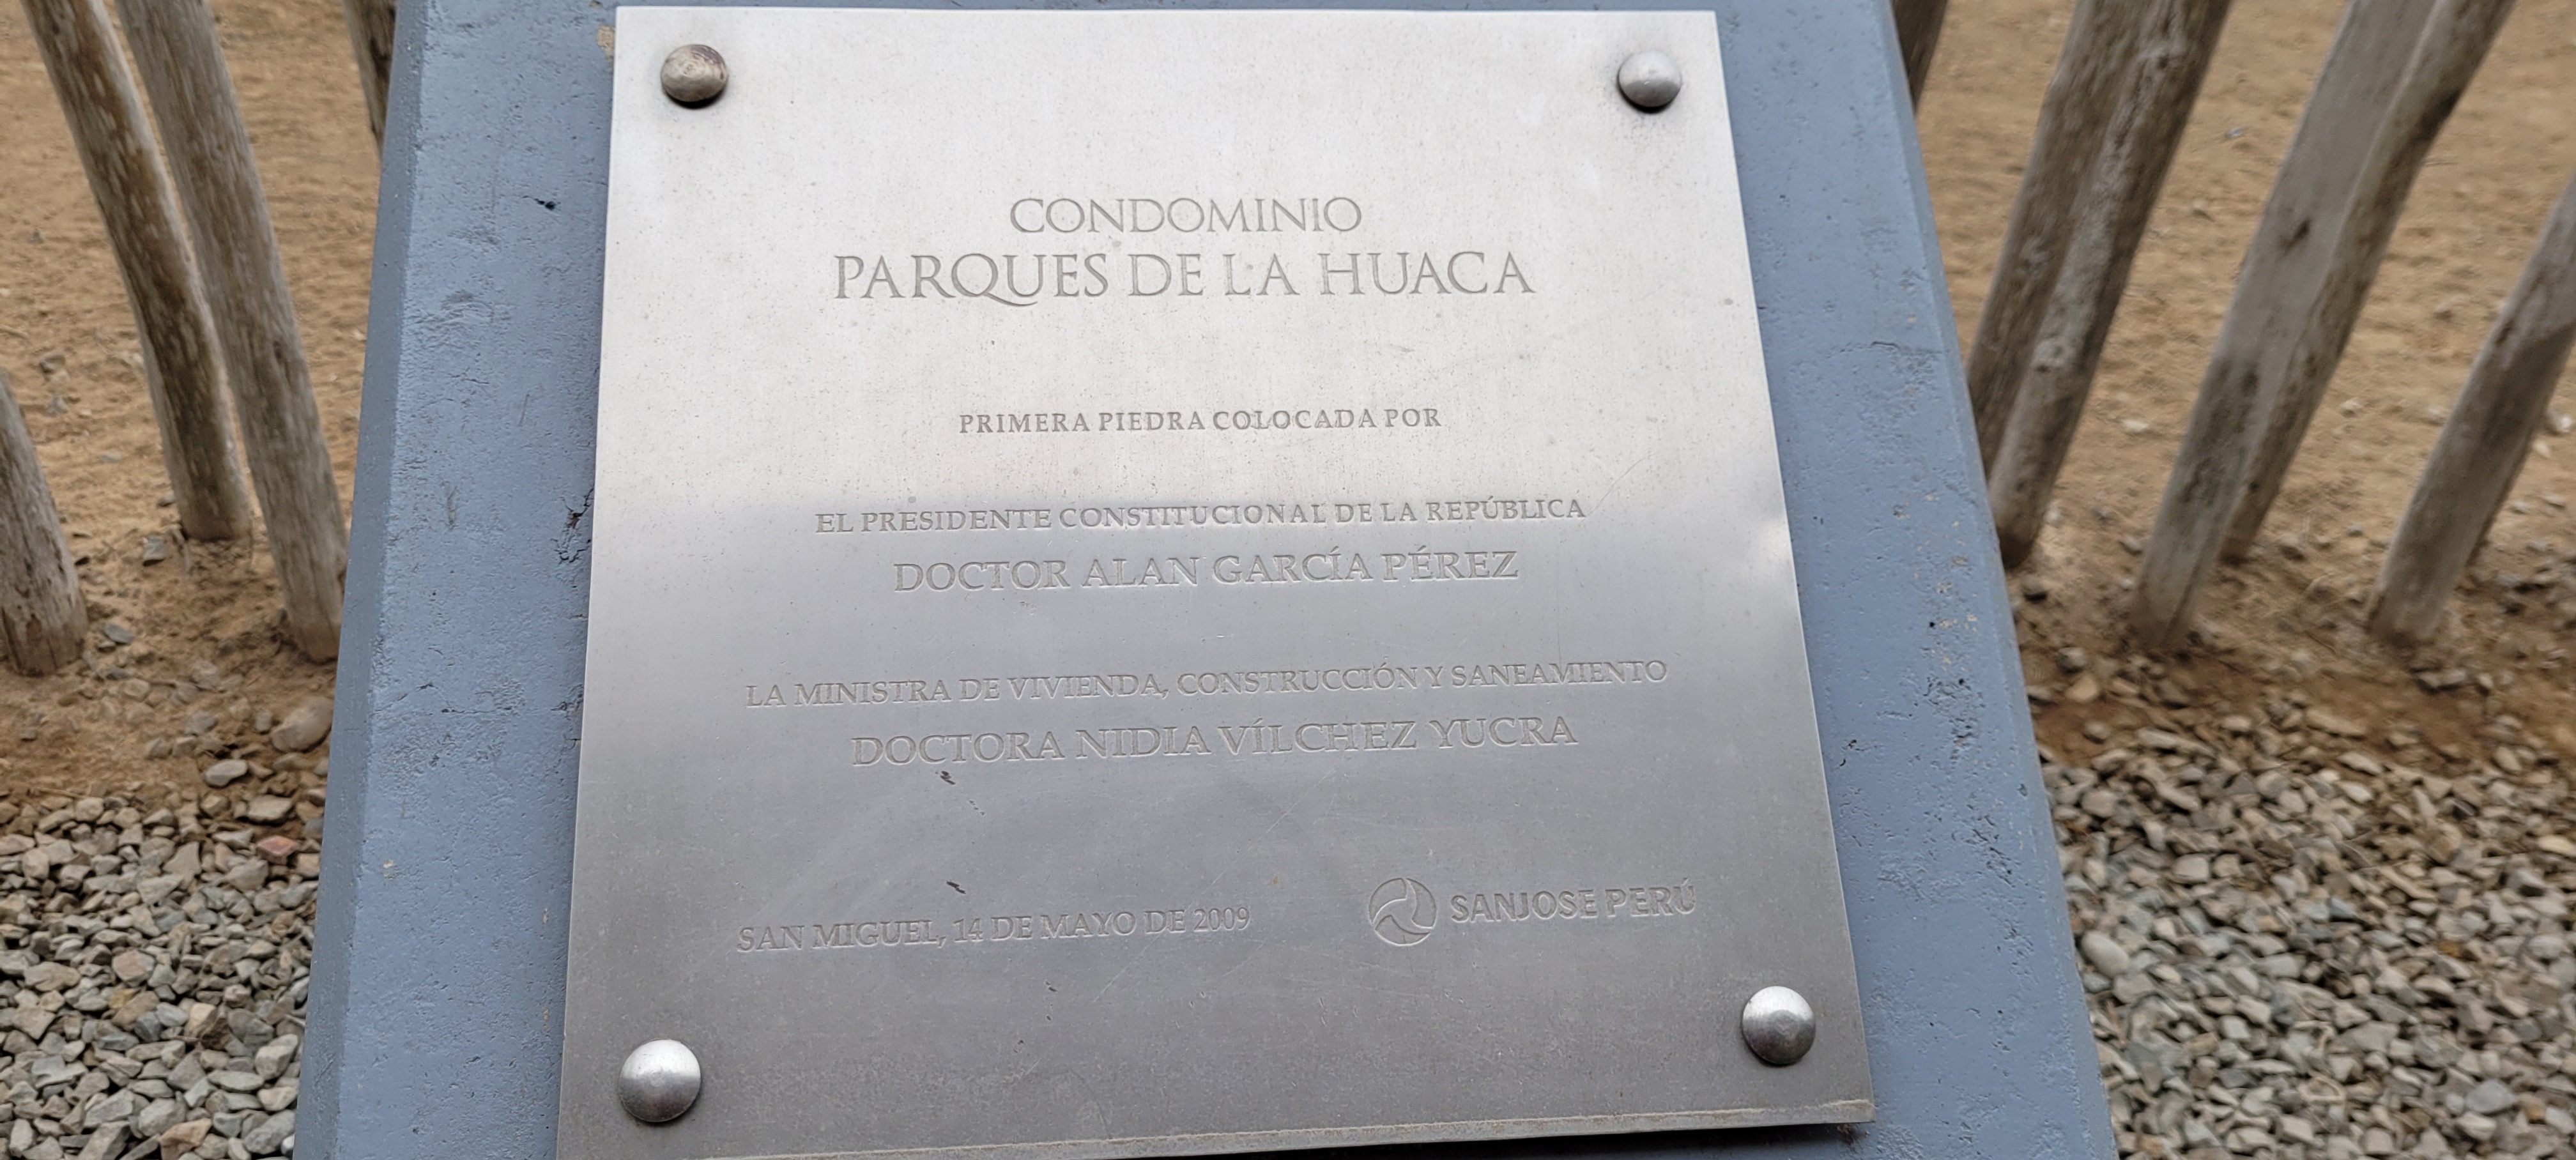 CONDOMINIO
PARQUES DE LA HUACA
PRIMERA PIEDRA COLOCADA POR
EL PRESIDENTE CONSTITUCIONAL DE LA REPÚBLICA
DOCTOR ALAN GARCÍA PÉREZ
LA MINISTRA DE VIVIENDA, CONSTRUCCIÓN Y SANEAMIENTO
DOCTORA NIDIA VÍLCHEZ YUCRA
SAN MIGUEL, 14 DE MAYO DE 2009
SANJOSE PERÚ